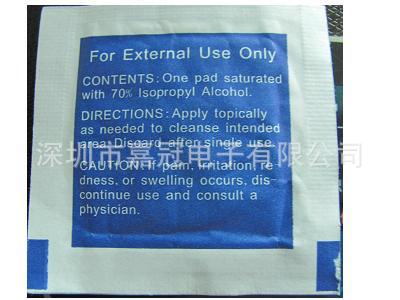 For External Use Only
CONTENTS: One pad saturated
with 70% Isopropyl Alcohol.
DIRECTIONS: Apply topically
as needed to cleanse intended
area. Discard after single use.
深圳市嘉冠电子有限公司
CAUTION: If pain, irritation re
dness, or swelling occurs, dis
continue use and consult a
physician.